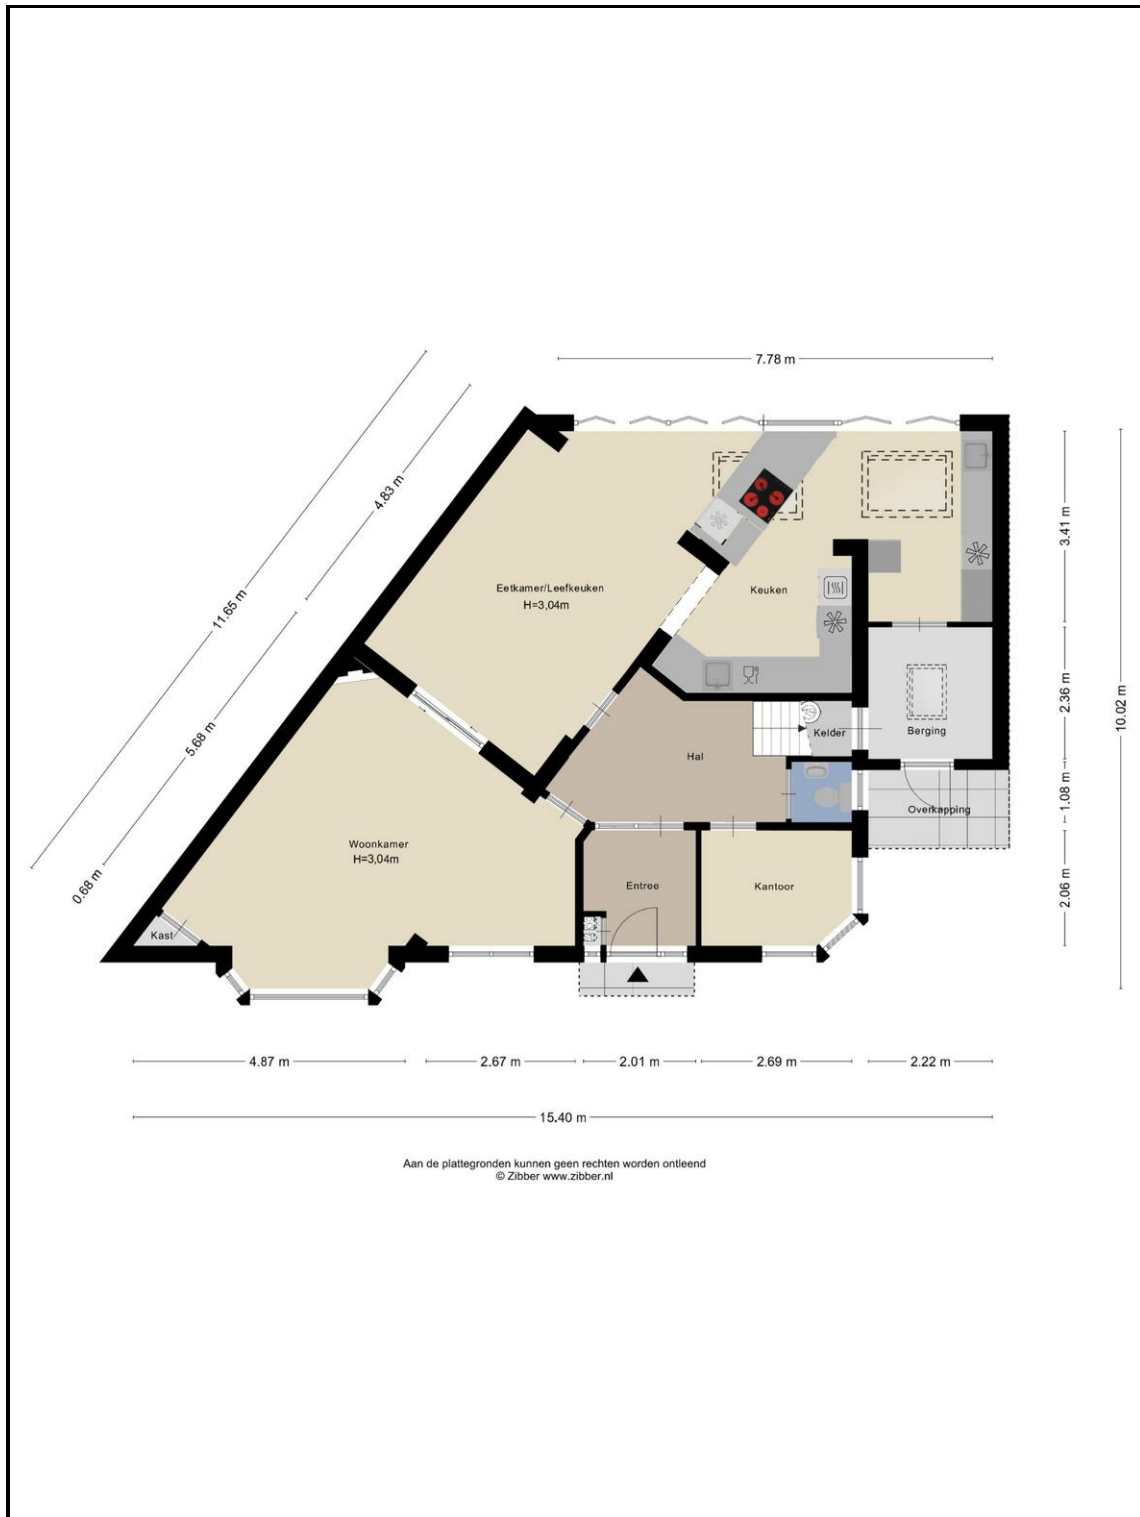 7.78 m
11.65 m
4.83 m
5.68 m
0.68 m
3.41 m
2.36 m
1.08 m
2.06 m
10.02 m
Eetkamer/Leefkeuken
H=3,04m
Keuken
Kelder
Berging
Hal
Overkapping
Woonkamer
H=3,04m
Entree
Kantoor
Kast
4.87 m
2.67 m
2.01 m
2.69 m
2.22 m
15.40 m
Aan de plattegronden kunnen geen rechten worden ontleend
© Zibber www.zibber.nl